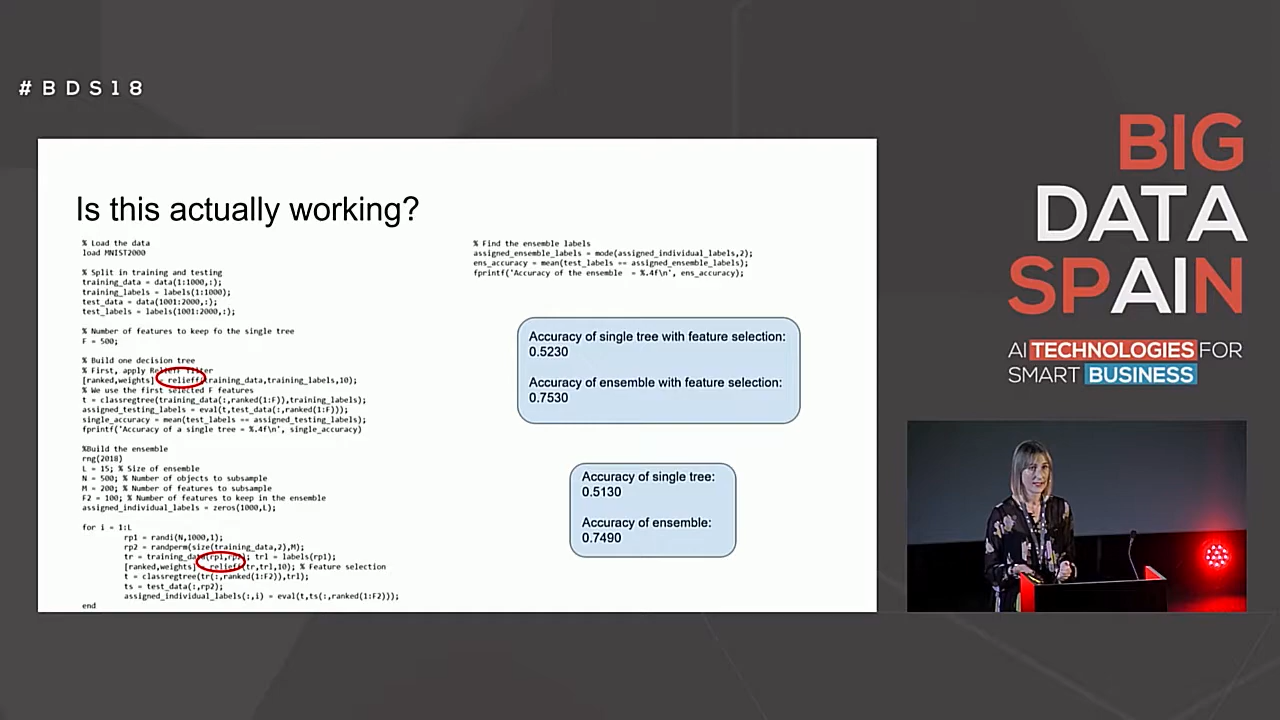 #BDS18
Is this actually working?
% Load the data
load MNIST2000
% Split in training and testing
training_data = data(1:1000,:);
training_labels = labels(1:1000);
test_data = data(1001:2000,:);
test_labels = labels(1001:2000,:);
% Number of features to keep fo the single tree
F = 500;
% Build one decision tree
% First, apply Relieff filter
[ranked,weights] = relieff(training_data,training_labels,10);
% We use the first selected F features
t = classregtree(training_data(:,ranked(1:F)),training_labels);
assigned_testing_labels = eval(t,test_data(:,ranked(1:F)));
single_accuracy = mean(test_labels == assigned_testing_labels);
fprintf('Accuracy of a single tree = %.4f\n', single_accuracy)
%Build the ensemble
rng(2018)
L = 15; % Size of ensemble
N = 500; % Number of objects to subsample
M = 200; % Number of features to subsample
F2 = 100; % Number of features to keep in the ensemble
assigned_individual_labels = zeros(1000,L);
for i = 1:L
rp1 = randi(N,1000,1);
rp2 = randperm(size(training_data,2),M);
tr = training_data(rp1,rp2); trl = labels(rp1);
[ranked,weights] = relieff(tr,trl,10); % Feature selection
t = classregtree(tr(:,ranked(1:F2)),trl);
ts = test_data(:,rp2);
assigned_individual_labels(:,i) = eval(t,ts(:,ranked(1:F2)));
end
% Find the ensemble labels
assigned_ensemble_labels = mode(assigned_individual_labels,2);
ens_accuracy = mean(test_labels == assigned_ensemble_labels);
fprintf('Accuracy of the ensemble = %.4f\n', ens_accuracy);
Accuracy of single tree with feature selection:
0.5230
Accuracy of ensemble with feature selection:
0.7530
Accuracy of single tree:
0.5130
Accuracy of ensemble:
0.7490
BIG
DATA
SPAIN
AI TECHNOLOGIES FOR
SMART BUSINESS